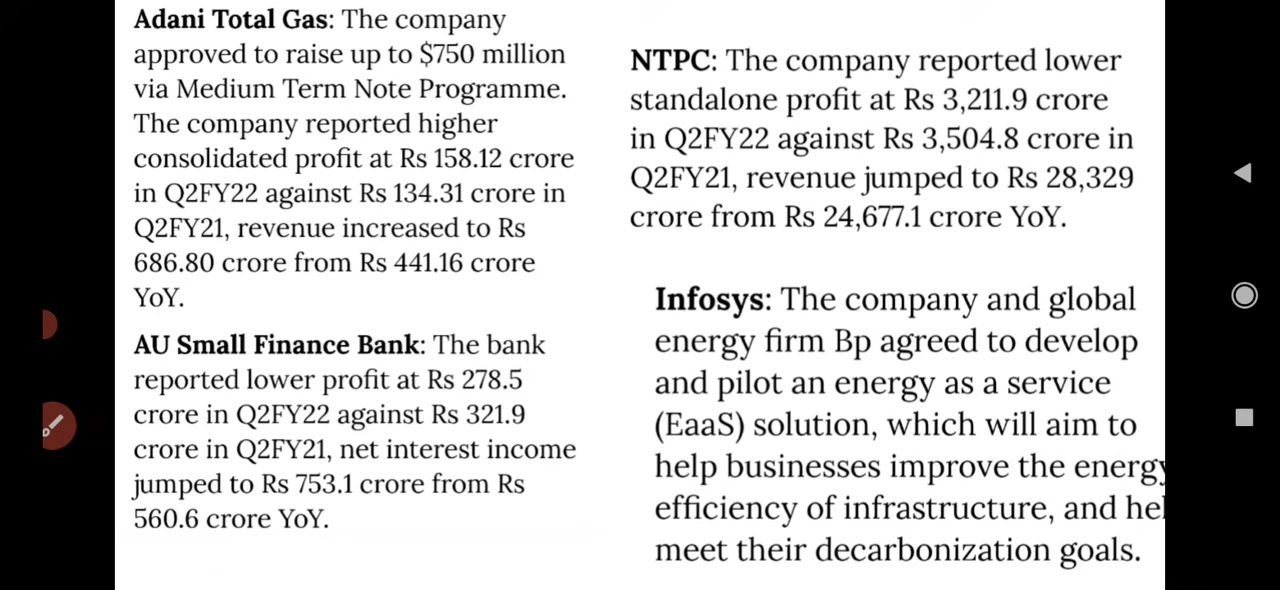 Adani Total Gas: The company
approved to raise up to $750 million
via Medium Term Note Programme.
The company reported higher
consolidated profit at Rs 158.12 crore
in Q2FY22 against Rs 134.31 crore in
Q2FY21, revenue increased to Rs
686.80 crore from Rs 441.16 crore
YoY.
AU Small Finance Bank: The bank
reported lower profit at Rs 278.5
crore in Q2FY22 against Rs 321.9
crore in Q2FY21, net interest income
jumped to Rs 753.1 crore from Rs
560.6 crore YoY.
NTPC: The company reported lower
standalone profit at Rs 3,211.9 crore
in Q2FY22 against Rs 3,504.8 crore in
Q2FY21, revenue jumped to Rs 28,329
crore from Rs 24,677.1 crore YoY.
Infosys: The company and global
energy firm Bp agreed to develop
and pilot an energy as a service
(EaaS) solution, which will aim to
help businesses improve the energy
efficiency of infrastructure, and hel
meet their decarbonization goals.